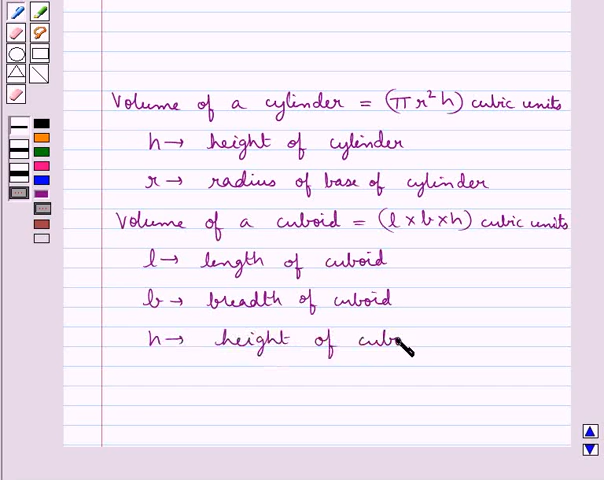 Volume of a cylinder = (πr²h) cubic units
h→ height of cylinder
r→ radius of base of cylinder
Volume of a cuboid = (l×b×h) cubic units
l→ length of cuboid
b→ breadth of cuboid
h→ height of cubo